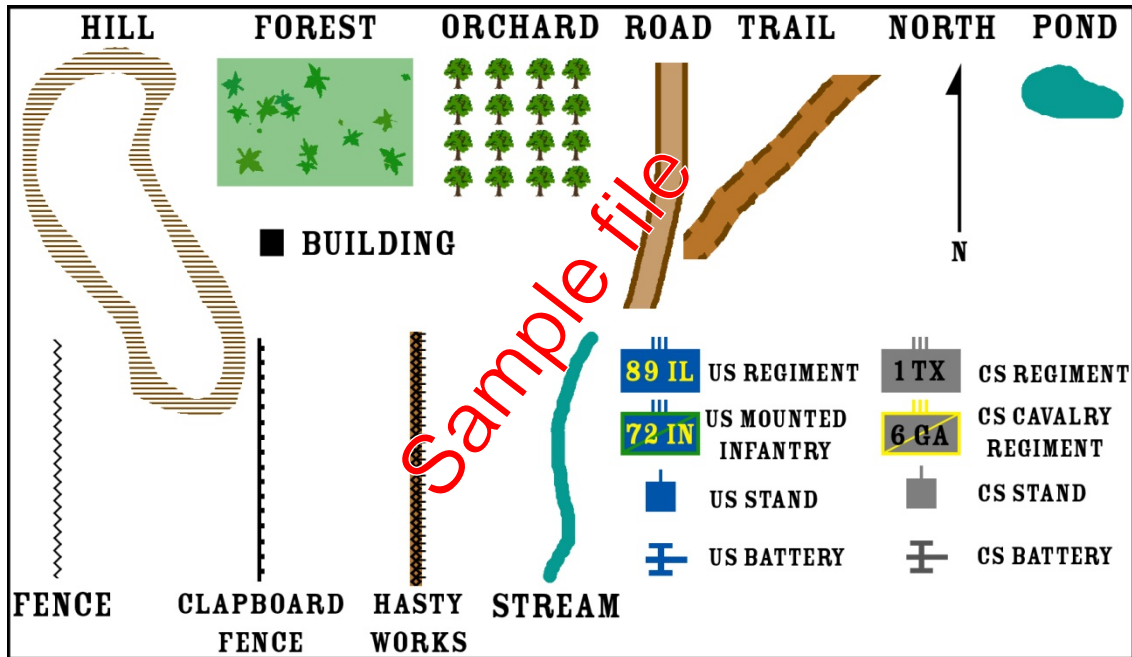 HILL
FOREST
ORCHARD
ROAD
TRAIL
NORTH
POND
BUILDING
N
Sample file
89 IL
US REGIMENT
1 TX
CS REGIMENT
72 IN
US MOUNTED
INFANTRY
6 GA
CS CAVALRY
REGIMENT
US STAND
CS STAND
US BATTERY
CS BATTERY
FENCE
CLAPBOARD
FENCE
HASTY
WORKS
STREAM